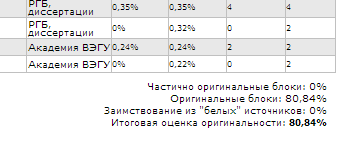 РГБ, диссертации 0,35% 0,35% 4 4
РГБ, диссертации 0% 0,32% 0 2
Академия ВЭГУ 0,24% 0,24% 2 2
Академия ВЭГУ 0% 0,22% 0 2
Частично оригинальные блоки: 0%
Оригинальные блоки: 80,84%
Заимствование из "белых" источников: 0%
Итоговая оценка оригинальности: 80,84%